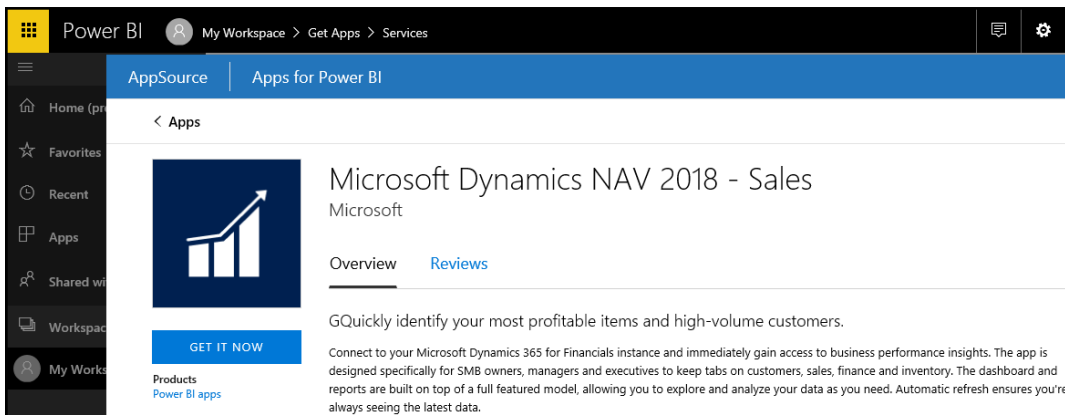 Power BI My Workspace > Get Apps > Services
AppSource Apps for Power BI
Home (pre
< Apps
Favorites
Recent
Apps
Shared wi
Workspac
My Works
Microsoft Dynamics NAV 2018 - Sales
Microsoft
Overview Reviews
GQuickly identify your most profitable items and high-volume customers.
GET IT NOW
Connect to your Microsoft Dynamics 365 for Financials instance and immediately gain access to business performance insights. The app is
designed specifically for SMB owners, managers and executives to keep tabs on customers, sales, finance and inventory. The dashboard and
reports are built on top of a full featured model, allowing you to explore and analyze your data as you need. Automatic refresh ensures you're
always seeing the latest data.
Products
Power BI apps